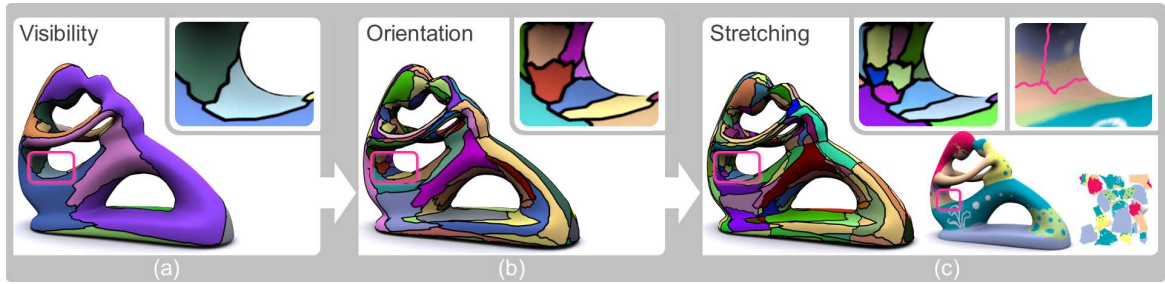 Visibility
Orientation
Stretching
(a)
(b)
(c)